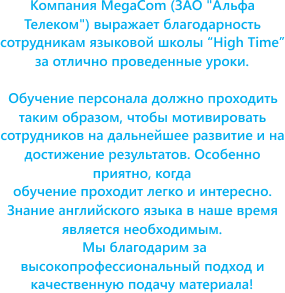 Компания MegaCom (ЗАО "Альфа
Телеком") выражает благодарность
сотрудникам языковой школы “High Time”
за отлично проведенные уроки.
Обучение персонала должно проходить
таким образом, чтобы мотивировать
сотрудников на дальнейшее развитие и на
достижение результатов. Особенно
приятно, когда
обучение проходит легко и интересно.
Знание английского языка в наше время
является необходимым.
Мы благодарим за
высокопрофессиональный подход и
качественную подачу материала!